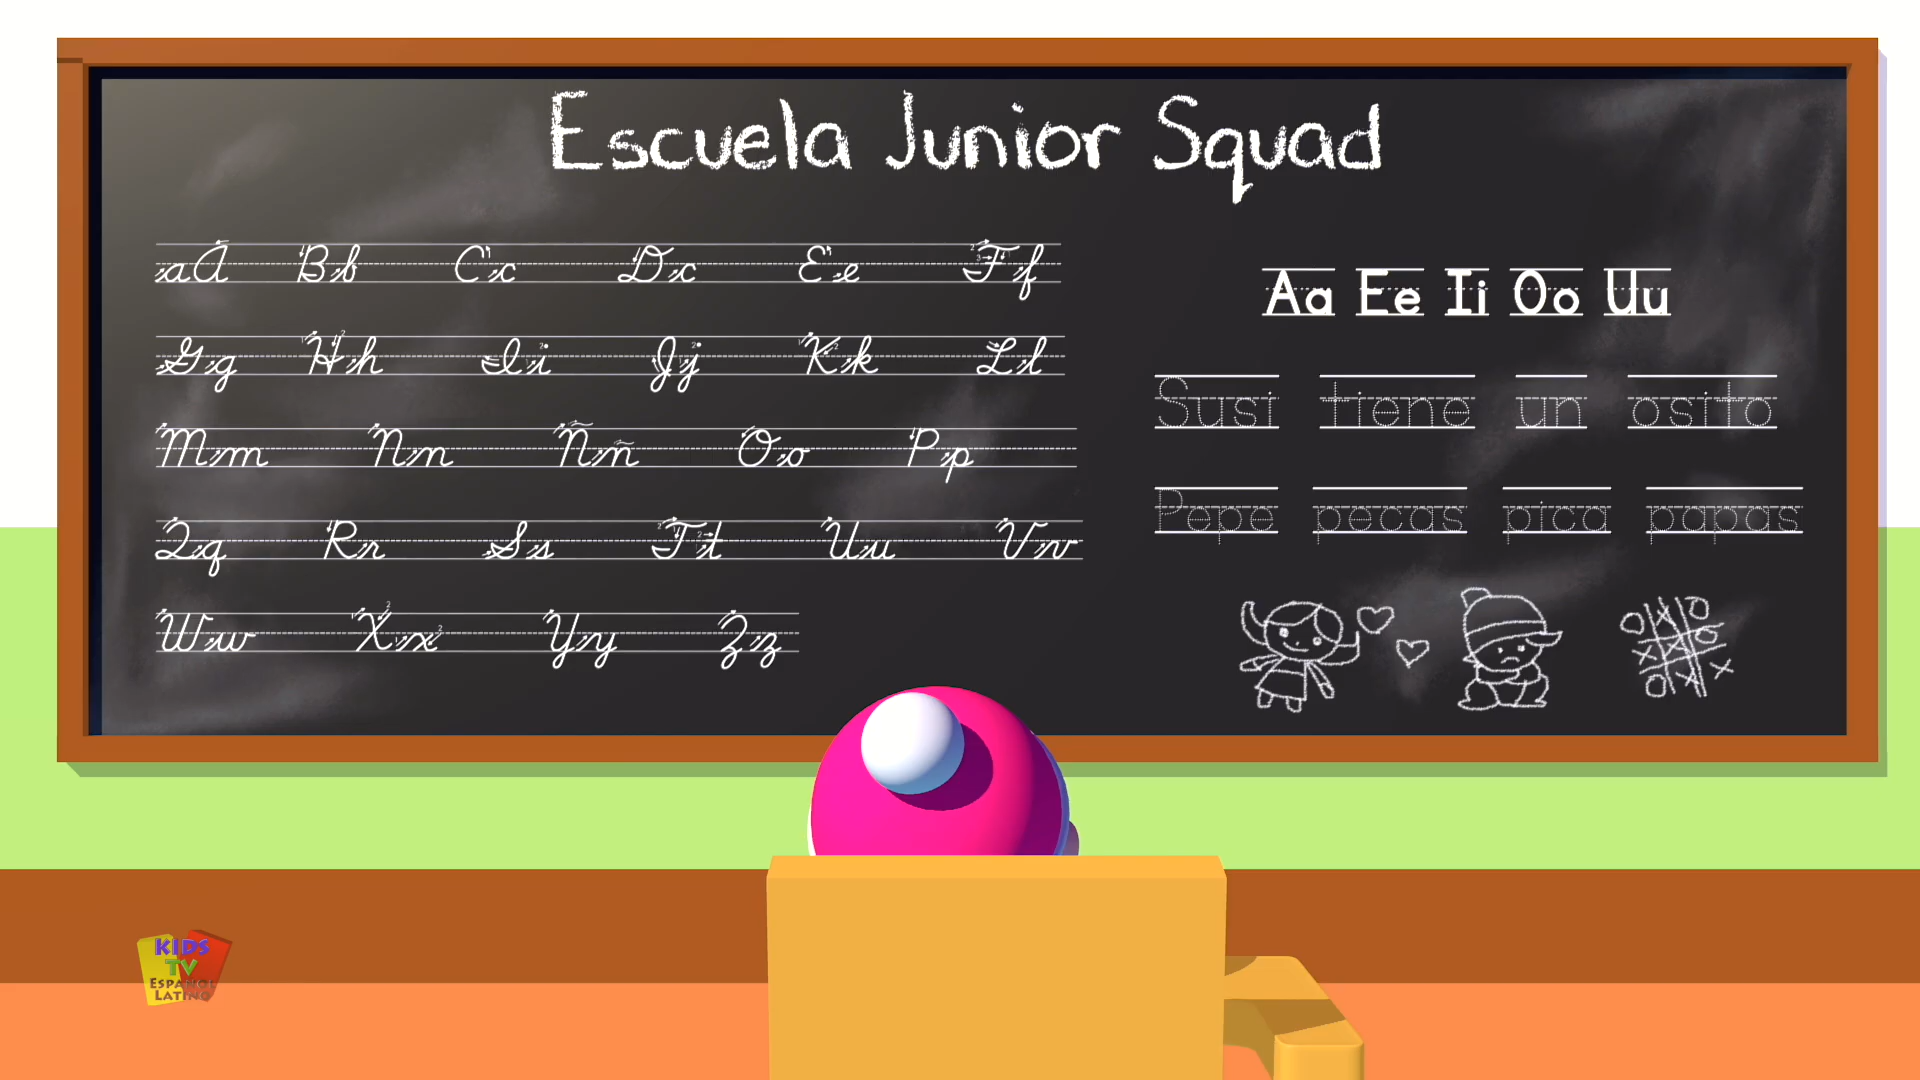 Escuela Junior Squad
aA Bb Cc Dc Ee Ff
Gg Hh Ii Jj Kk Ll
Mm Nn Ññ Oo Pp
Qq Rr Ss Tt Uu Vv
Ww Xx Yy Zz
Aa Ee Ii Oo Uu
Susi tiene un osito
Pepe pecas pica papas
KIDS
TV
ESPAÑOL
LATINO